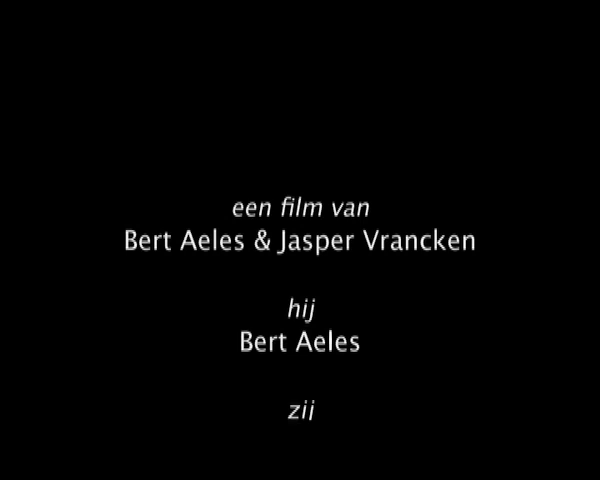 een film van
Bert Aeles & Jasper Vrancken
hij
Bert Aeles
zij